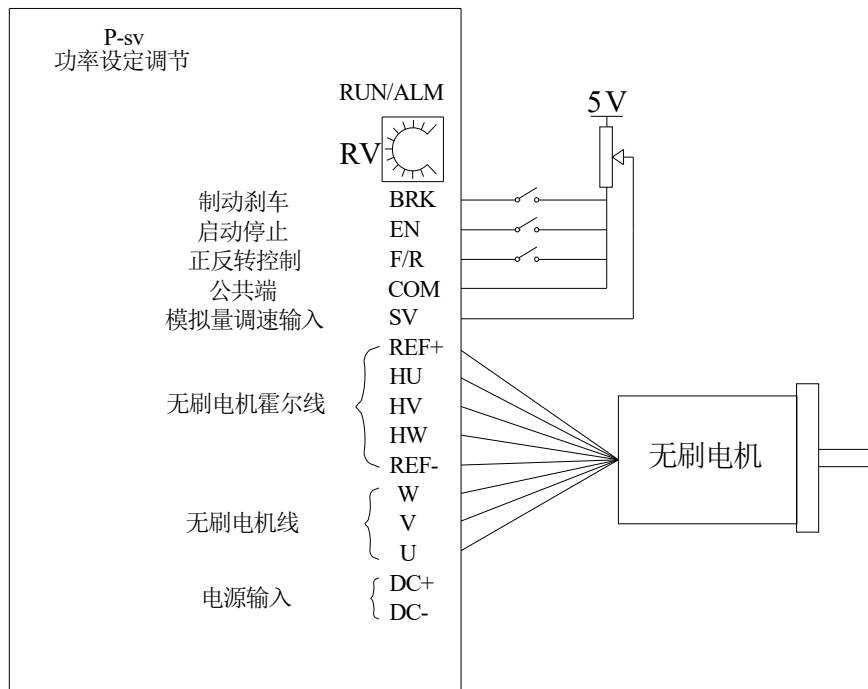 P-sv
功率设定调节
RUN/ALM
5V
RV
制动刹车 BRK
启动停止 EN
正反转控制 F/R
公共端 COM
模拟量调速输入 SV
REF+
HU
无刷电机霍尔线 HV
HW
REF-
无刷电机
W
无刷电机线 V
U
电源输入 DC+
DC-